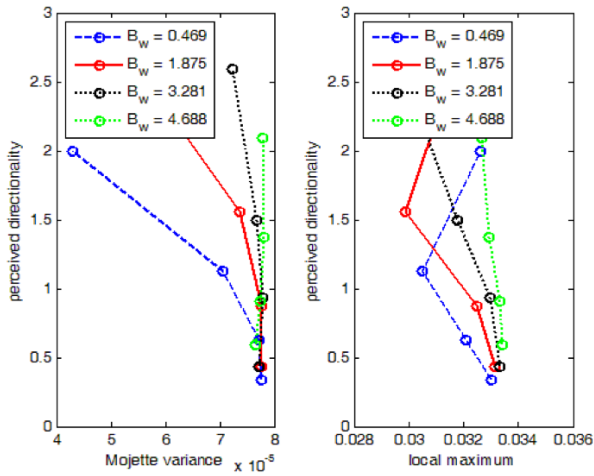 3
2.5
2
1.5
1
0.5
0
perceived directionality
B_w = 0.469
B_w = 1.875
B_w = 3.281
B_w = 4.688
4 5 6 7 8
Mojette variance x 10^-5
3
2.5
2
1.5
1
0.5
0
perceived directionality
B_w = 0.469
B_w = 1.875
B_w = 3.281
B_w = 4.688
0.028 0.03 0.032 0.034 0.036
local maximum